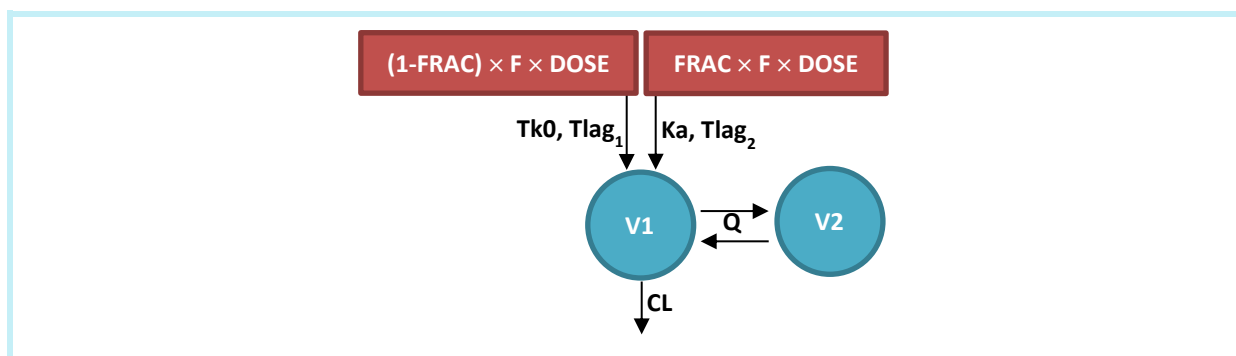 (1-FRAC) × F × DOSE
FRAC × F × DOSE
Tk0, Tlag₁
Ka, Tlag₂
V1
Q
V2
CL